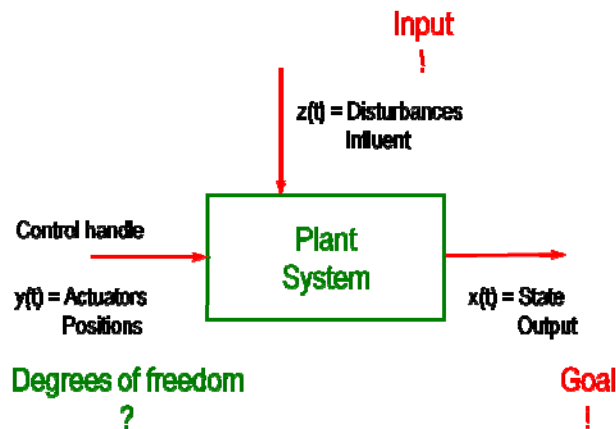 Input
!
z(t) = Disturbances
Influent
Control handle
Plant
System
y(t) = Actuators
Positions
x(t) = State
Output
Degrees of freedom
?
Goal
!